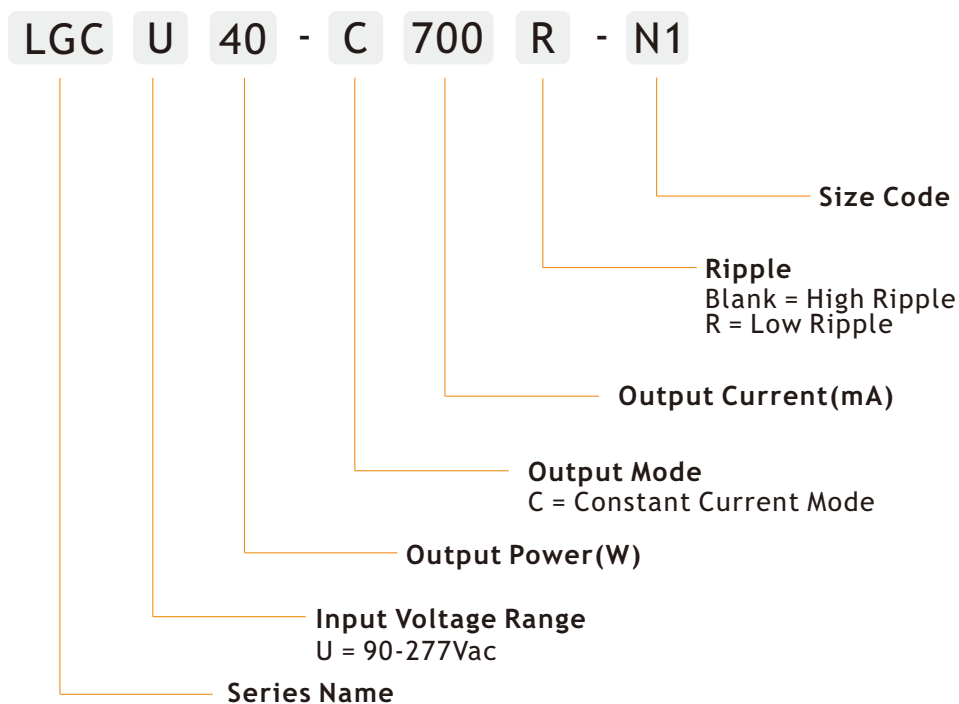 LGC U 40 - C 700 R - N1
Size Code
Ripple
Blank = High Ripple
R = Low Ripple
Output Current(mA)
Output Mode
C = Constant Current Mode
Output Power(W)
Input Voltage Range
U = 90-277Vac
Series Name